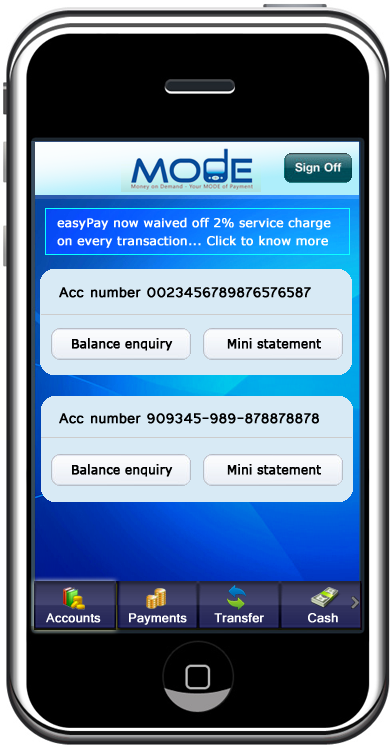 MODE
Money on Demand - Your MODE of Payment
Sign Off
easyPay now waived off 2% service charge
on every transaction... Click to know more
Acc number 0023456789876576587
Balance enquiry
Mini statement
Acc number 909345-989-878878878
Balance enquiry
Mini statement
Accounts
Payments
Transfer
Cash